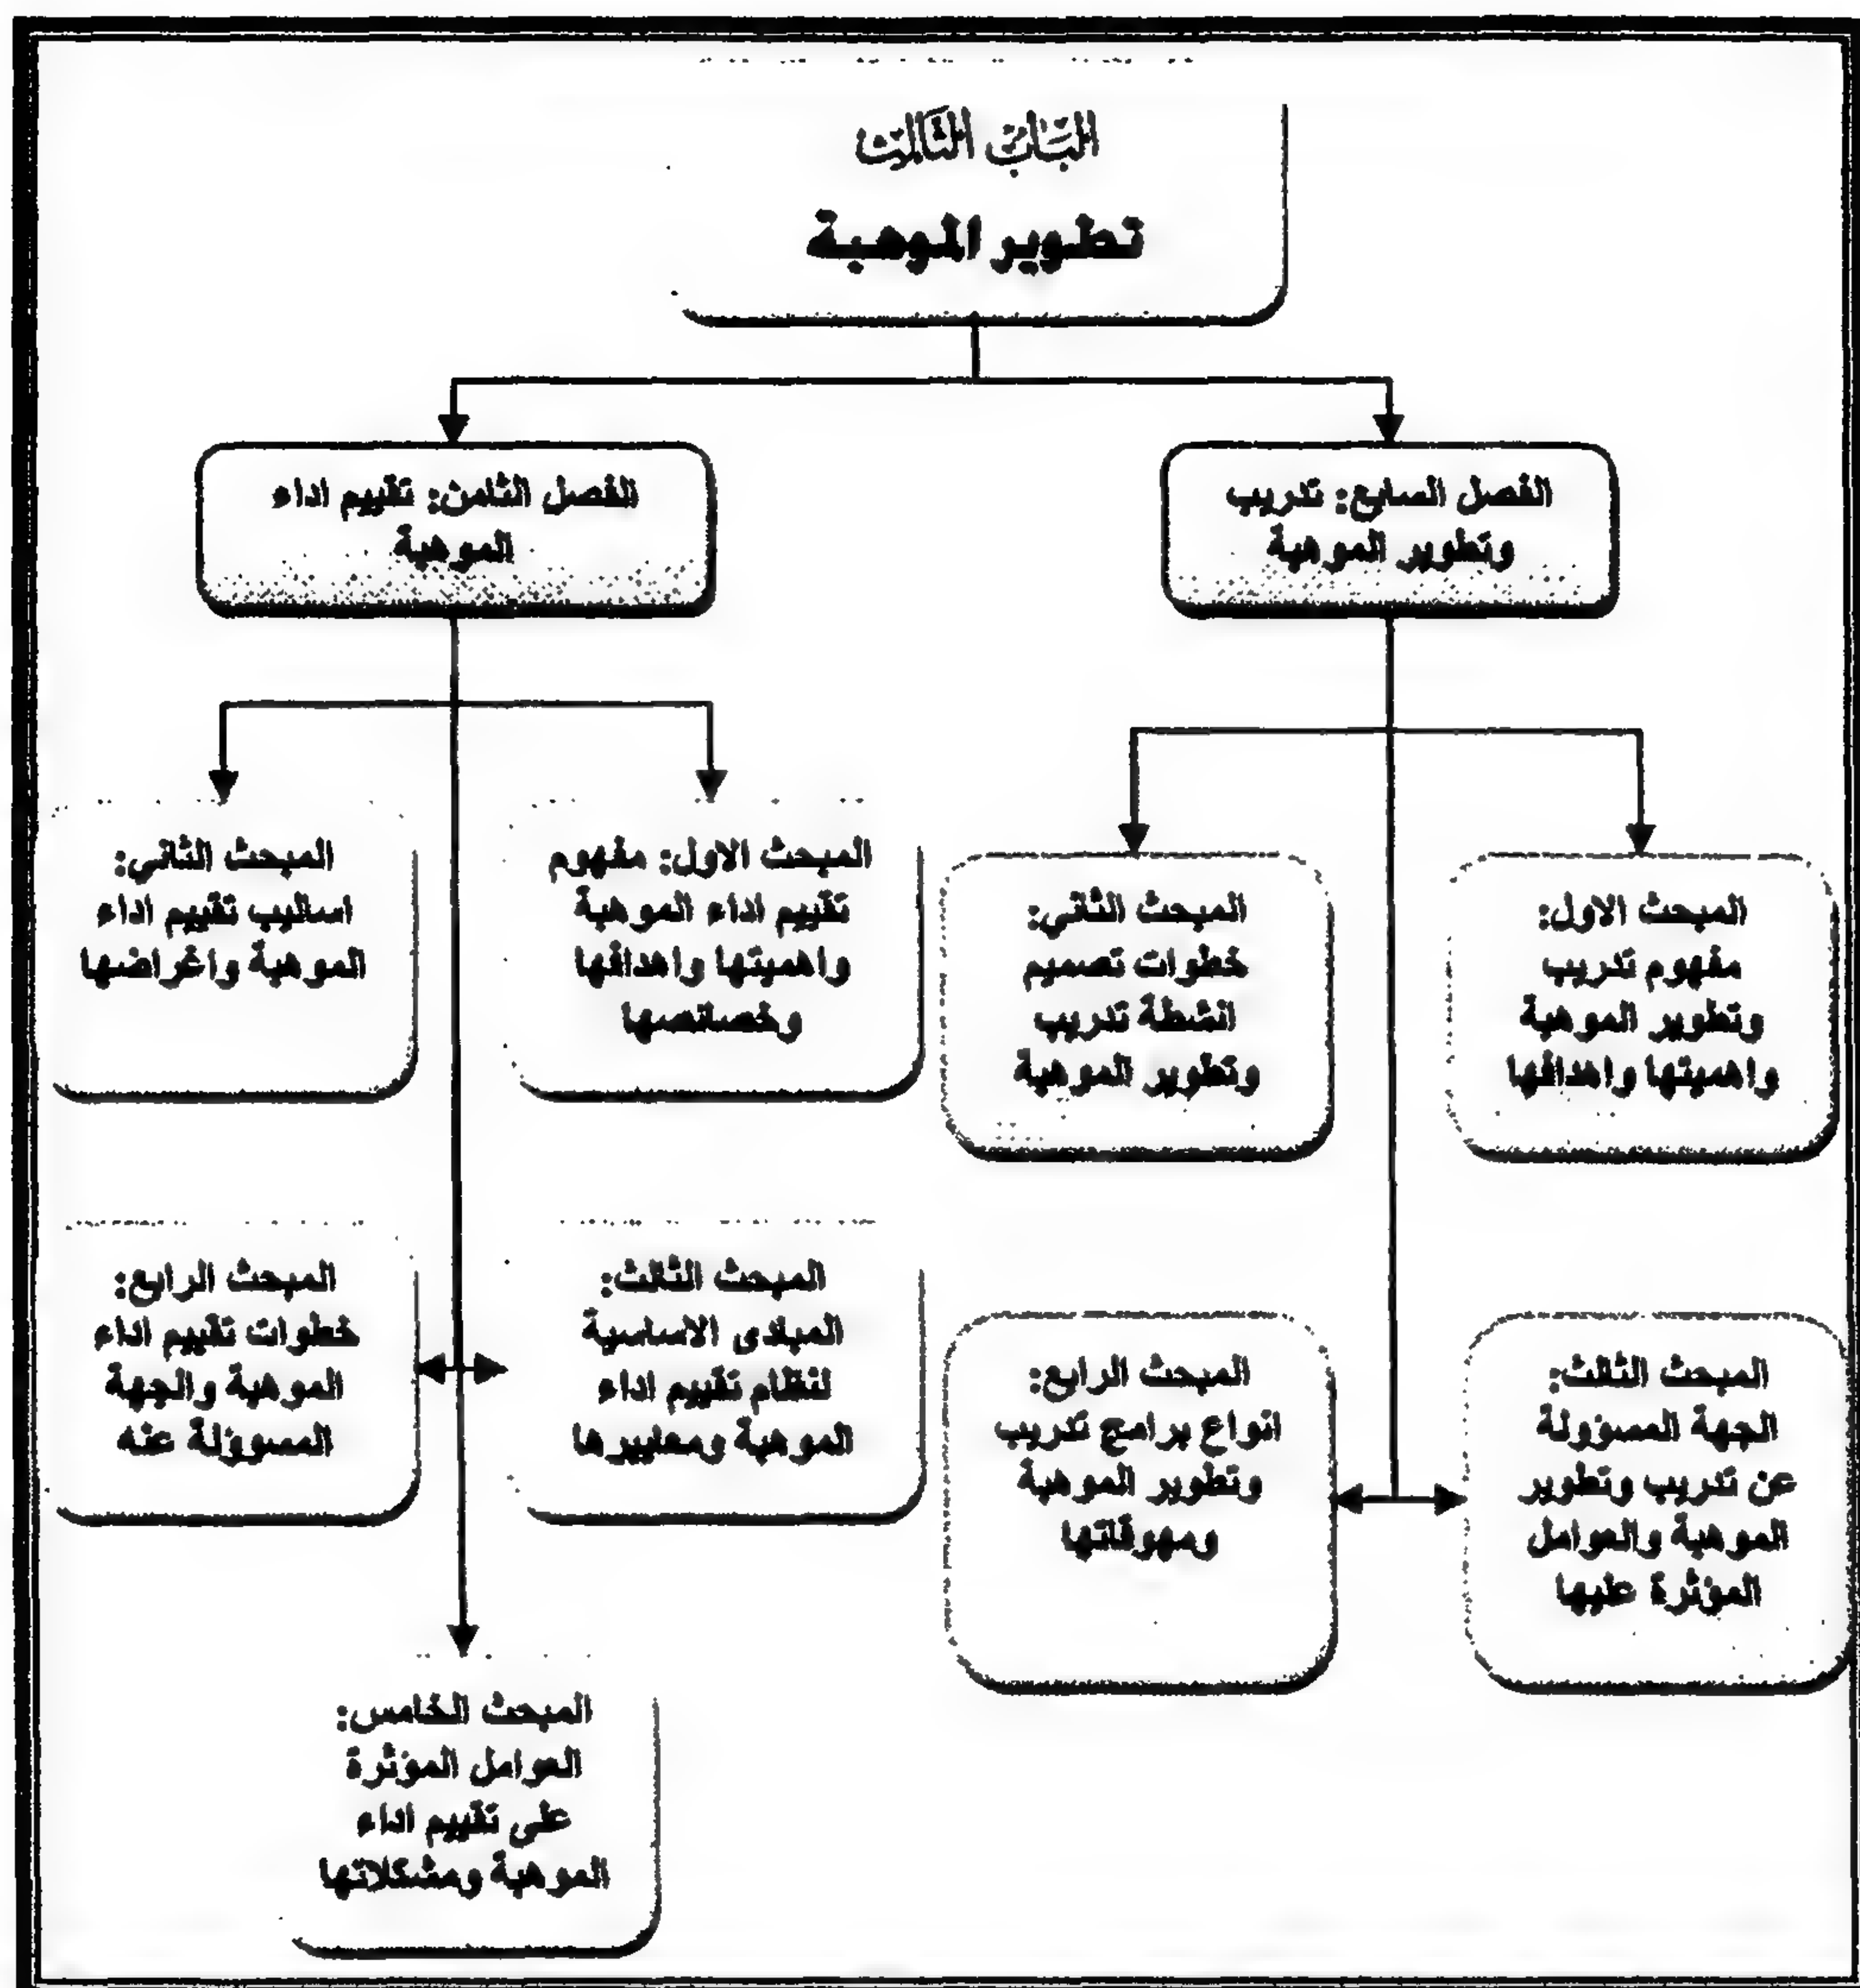 الباب الثالث
تطوير الموهبة
الفصل السابع: تدريب
وتطوير الموهبة
الفصل الثامن: تقييم اداء
الموهبة
المبحث الاول:
مفهوم تدريب
وتطوير الموهبة
واهميتها واهدافها
المبحث الثاني:
خطوات تصميم
انشطة تدريب
وتطوير الموهبة
المبحث الثالث:
الجهة المسؤولة
عن تدريب وتطوير
الموهبة والعوامل
المؤثرة عليها
المبحث الرابع:
انواع برامج تدريب
وتطوير الموهبة
ومعوقاتها
المبحث الاول: مفهوم
تقييم اداء الموهبة
واهميتها واهدافها
وخصائصها
المبحث الثاني:
اساليب تقييم اداء
الموهبة واغراضها
المبحث الثالث:
المبادى الاساسية
لنظام تقييم اداء
الموهبة ومعاييرها
المبحث الرابع:
خطوات تقييم اداء
الموهبة والجهة
المسوولة عنه
المبحث الخامس:
العوامل المؤثرة
على تقييم اداء
الموهبة ومشكلاتها